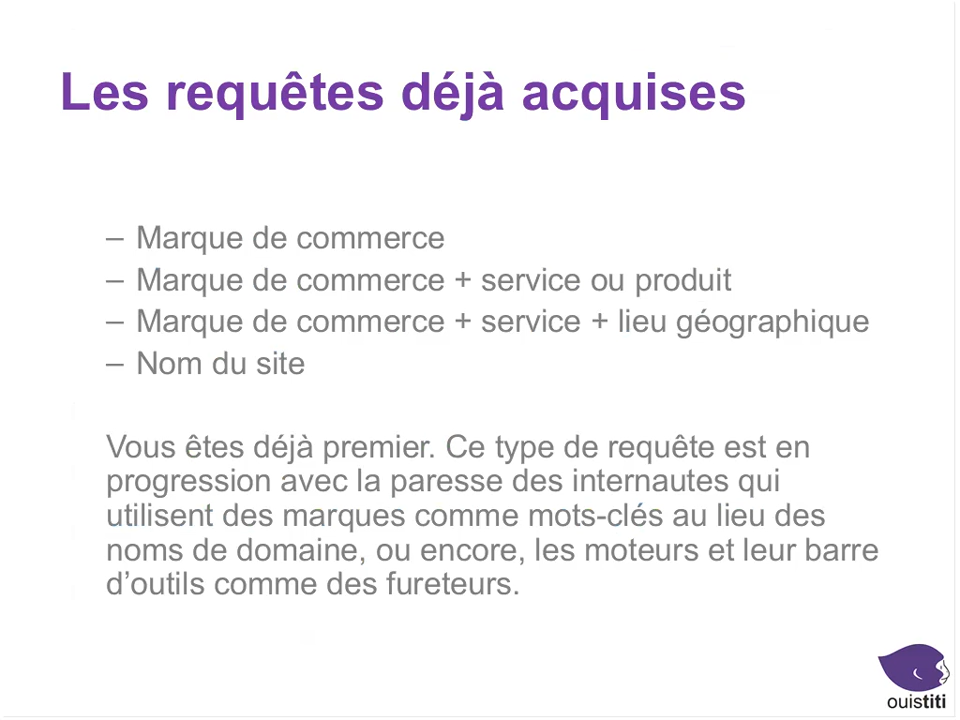 Les requêtes déjà acquises
– Marque de commerce
– Marque de commerce + service ou produit
– Marque de commerce + service + lieu géographique
– Nom du site
Vous êtes déjà premier. Ce type de requête est en
progression avec la paresse des internautes qui
utilisent des marques comme mots-clés au lieu des
noms de domaine, ou encore, les moteurs et leur barre
d’outils comme des fureteurs.
ouistiti